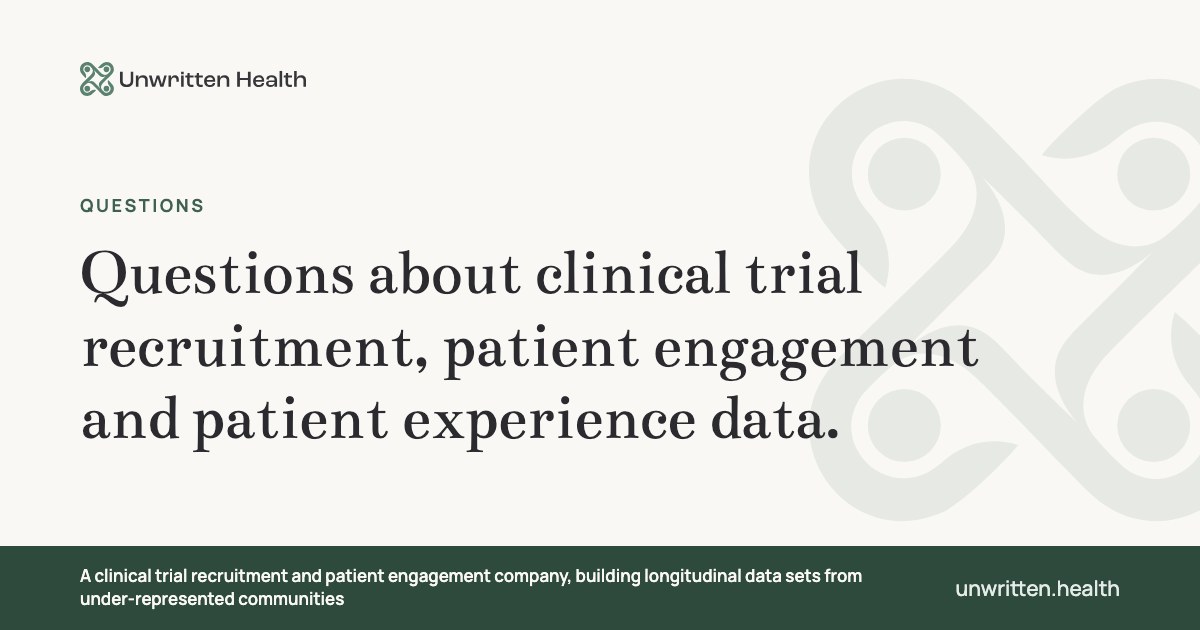 Unwritten Health
QUESTIONS
Questions about clinical trial
recruitment, patient engagement
and patient experience data.
A clinical trial recruitment and patient engagement company, building longitudinal data sets from
under-represented communities
unwritten.health